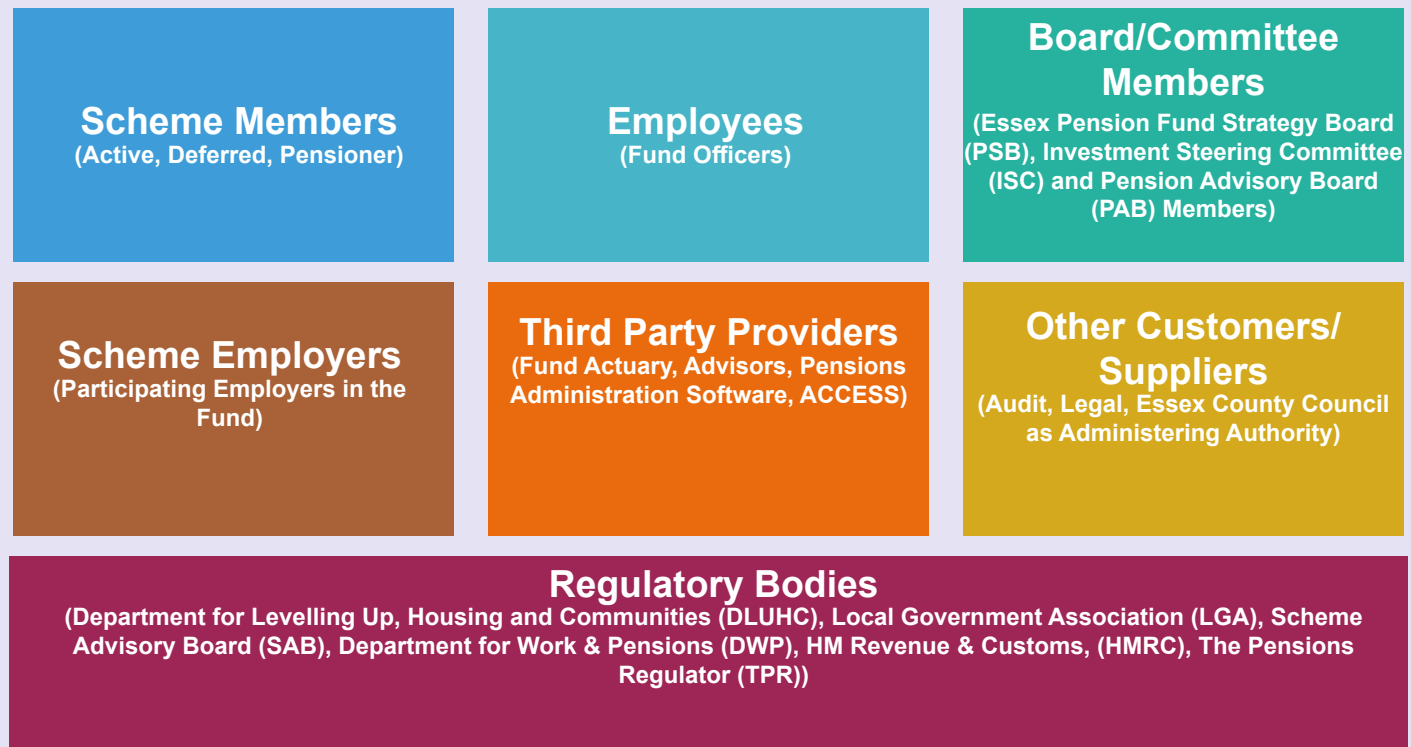 Scheme Members
(Active, Deferred, Pensioner)
Employees
(Fund Officers)
Board/Committee
Members
(Essex Pension Fund Strategy Board
(PSB), Investment Steering Committee
(ISC) and Pension Advisory Board
(PAB) Members)
Scheme Employers
(Participating Employers in the
Fund)
Third Party Providers
(Fund Actuary, Advisors, Pensions
Administration Software, ACCESS)
Other Customers/
Suppliers
(Audit, Legal, Essex County Council
as Administering Authority)
Regulatory Bodies
(Department for Levelling Up, Housing and Communities (DLUHC), Local Government Association (LGA), Scheme
Advisory Board (SAB), Department for Work & Pensions (DWP), HM Revenue & Customs, (HMRC), The Pensions
Regulator (TPR))